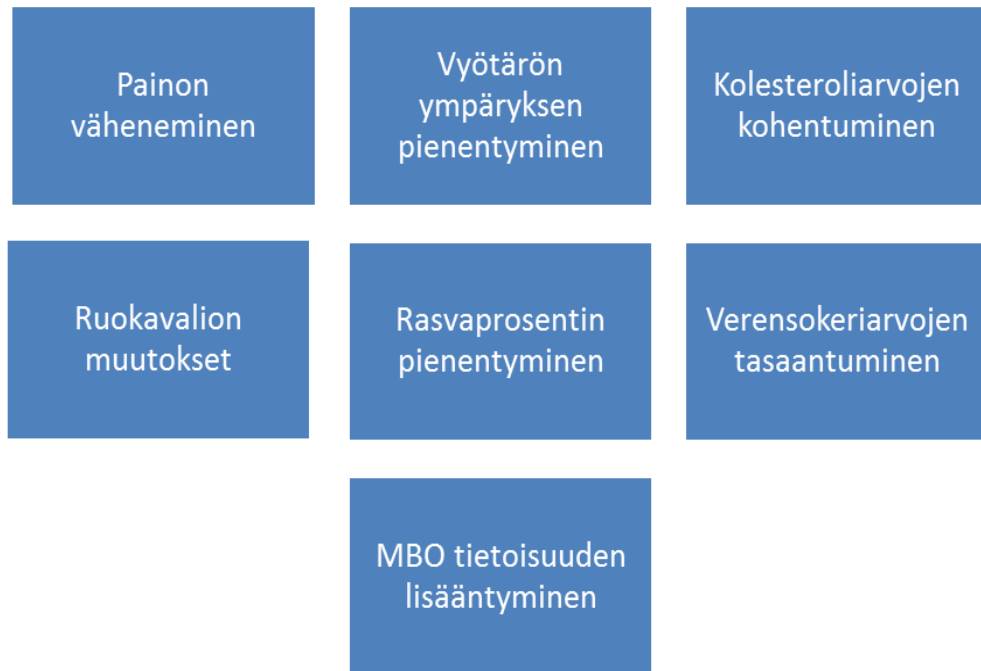 Painon
väheneminen
Vyötärön
ympäryksen
pienentyminen
Kolesteroliarvojen
kohentuminen
Ruokavalion
muutokset
Rasvaprosentin
pienentyminen
Verensokeriarvojen
tasaantuminen
MBO tietoisuuden
lisääntyminen